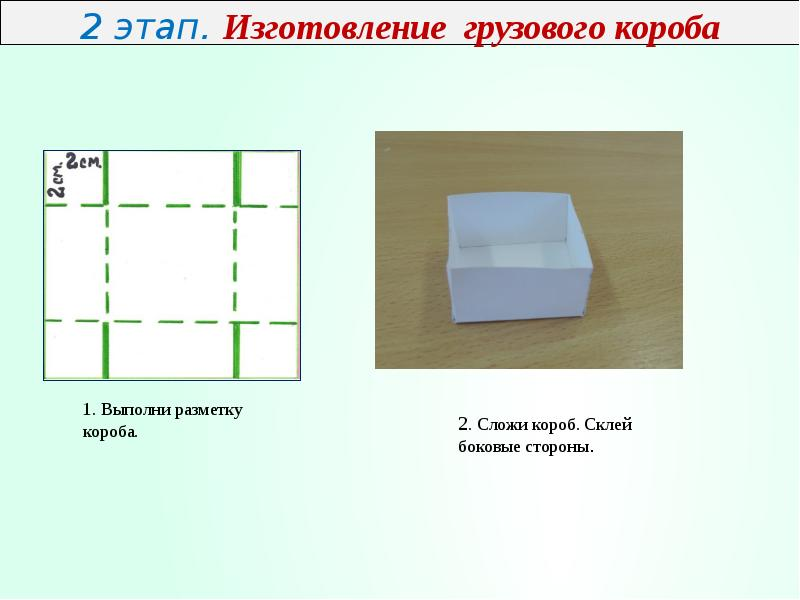 2 этап. Изготовление грузового короба
2см.
2см.
1. Выполни разметку
короба.
2. Сложи короб. Склей
боковые стороны.